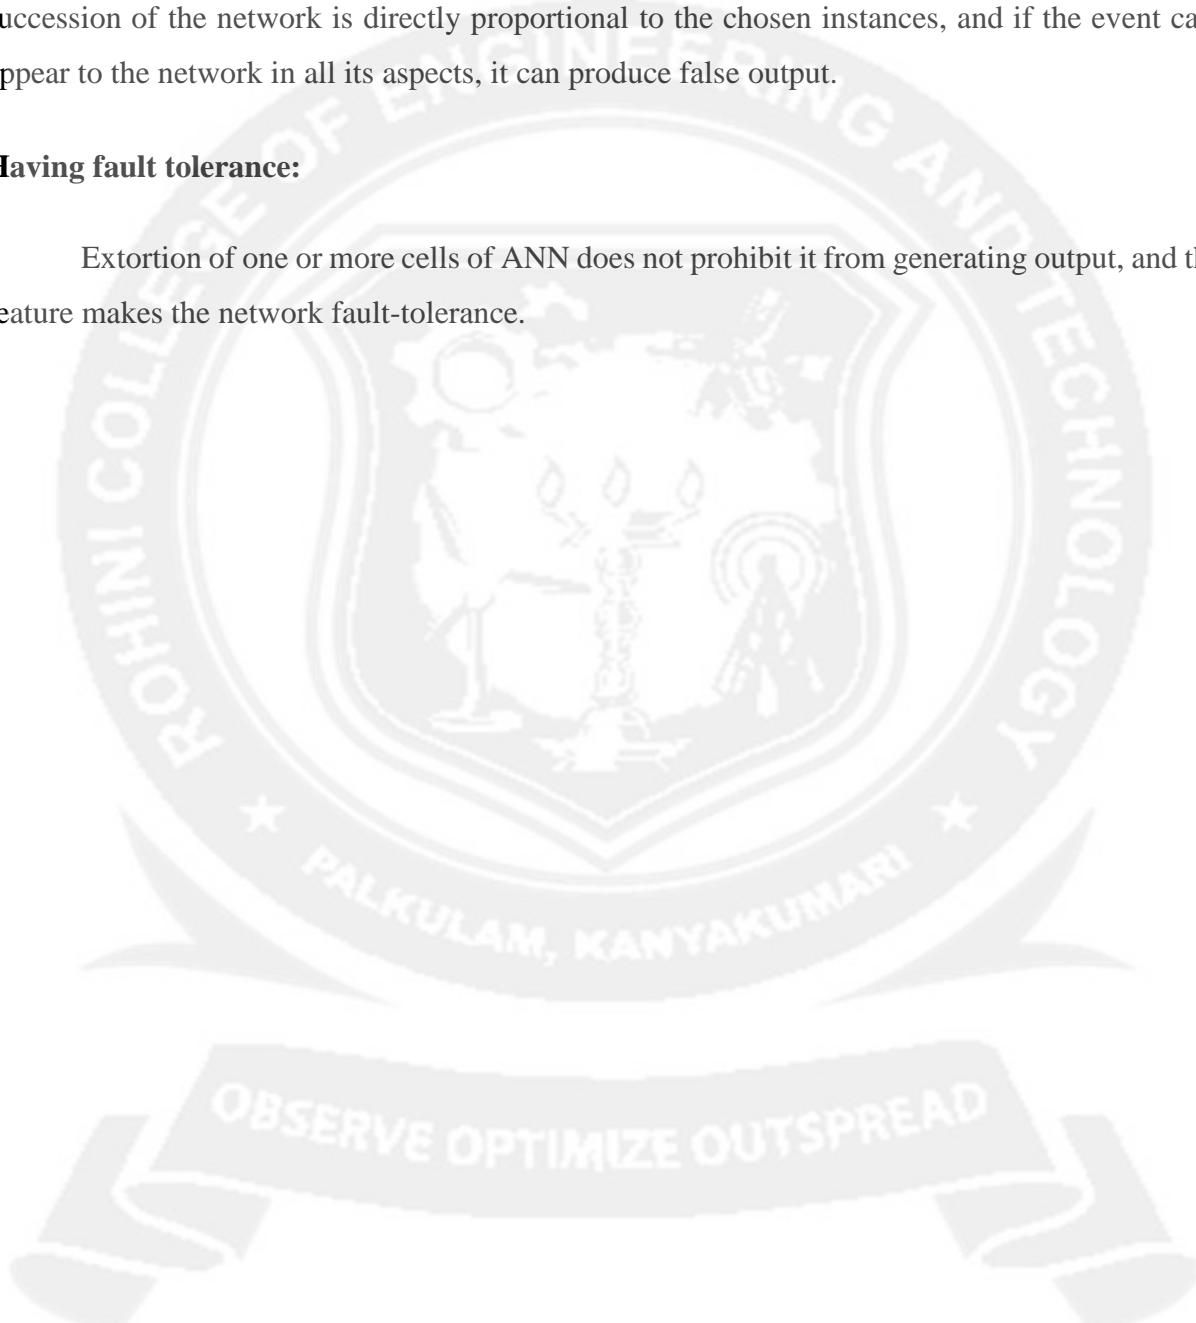 uccession of the network is directly proportional to the chosen instances, and if the event ca
ppear to the network in all its aspects, it can produce false output.
Having fault tolerance:
Extortion of one or more cells of ANN does not prohibit it from generating output, and th
eature makes the network fault-tolerance.
ROHINI COLLEGE OF ENGINEERING AND TECHNOLOGY
PALKULAM, KANYAKUMARI
OBSERVE OPTIMIZE OUTSPREAD